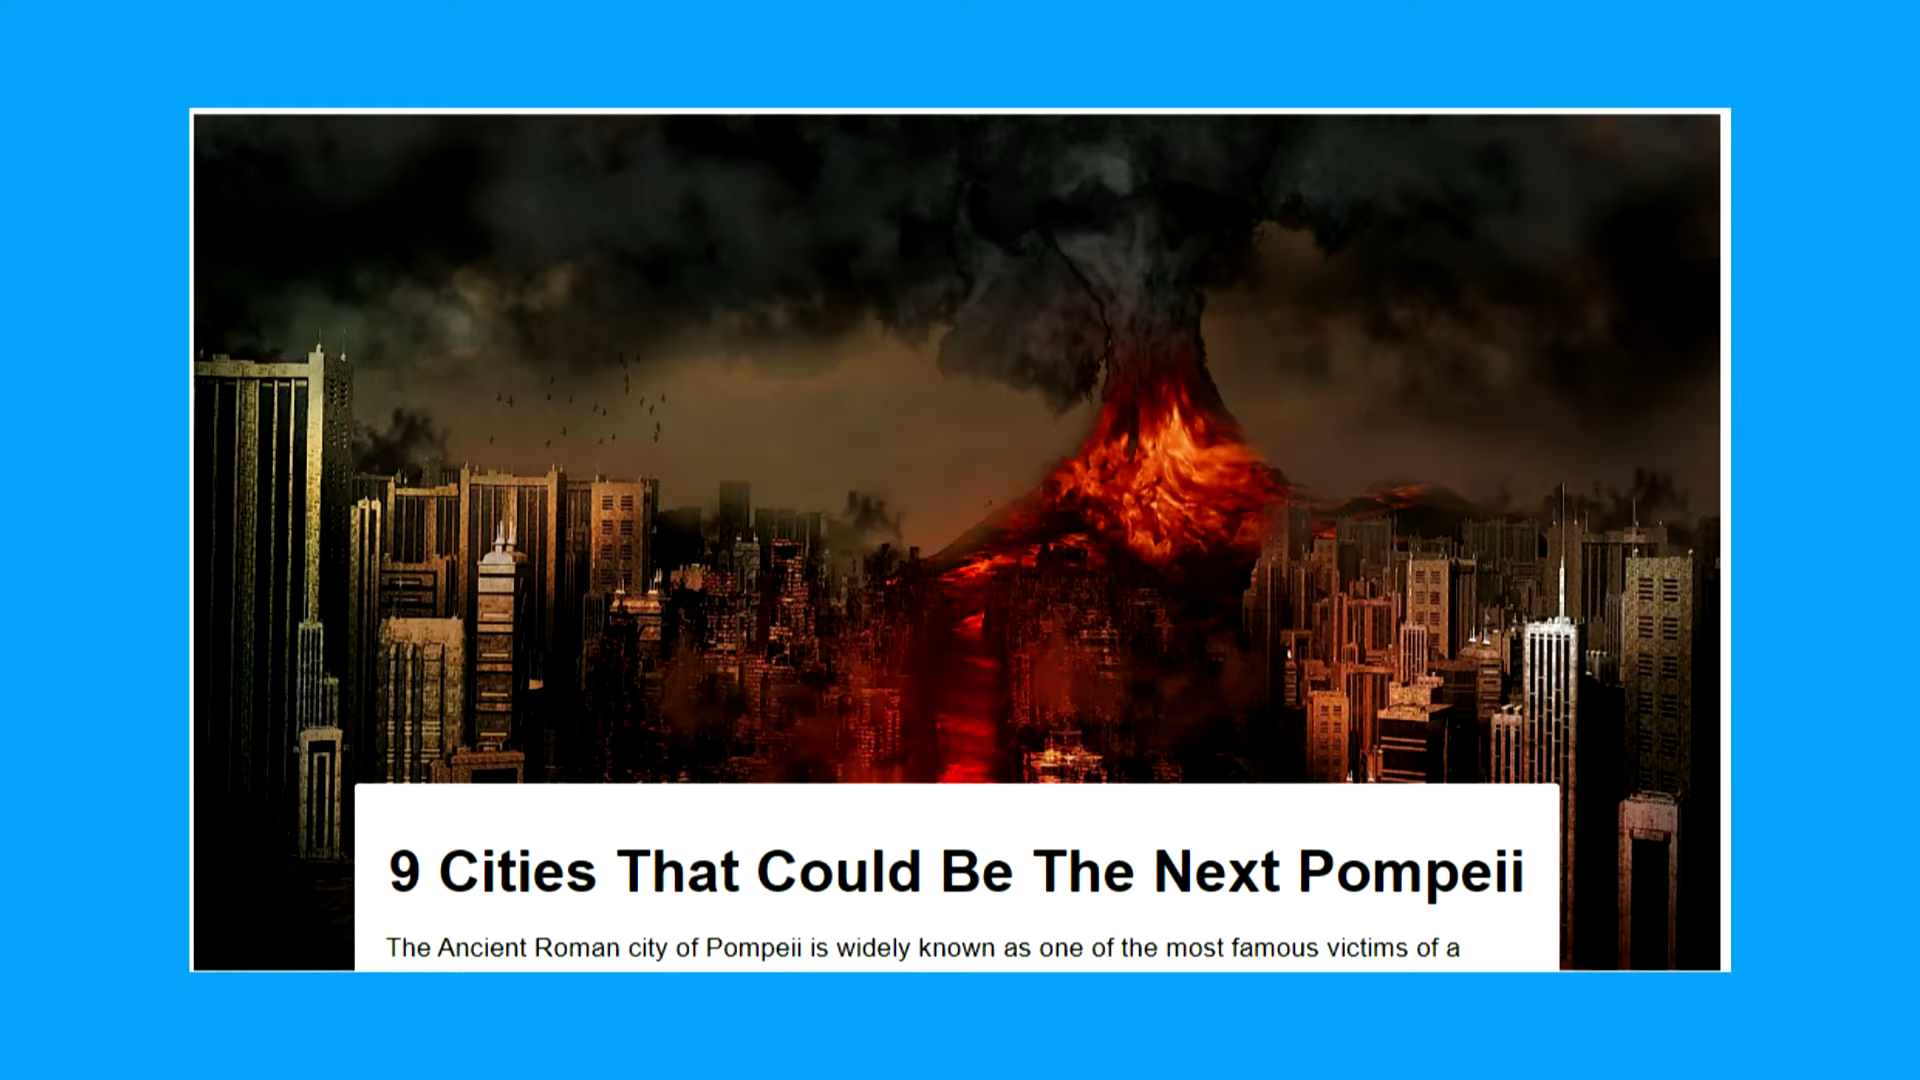 9 Cities That Could Be The Next Pompeii
The Ancient Roman city of Pompeii is widely known as one of the most famous victims of a